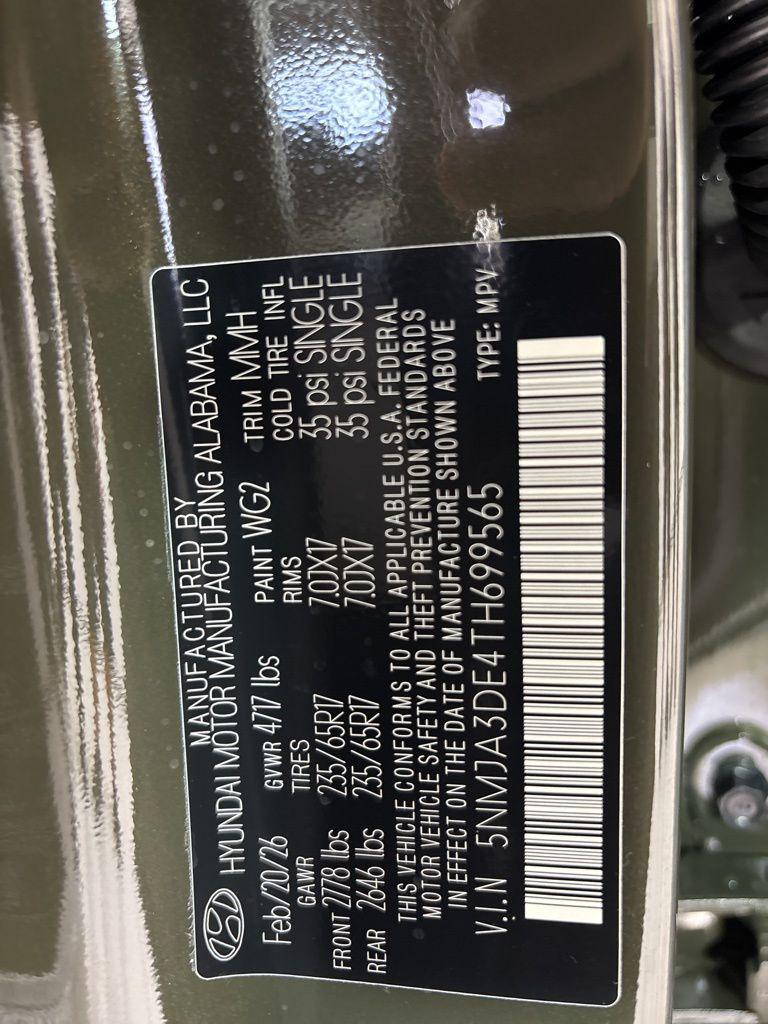 MANUFACTURED BY
HYUNDAI MOTOR MANUFACTURING ALABAMA, LLC
Feb/20/26 GVWR 4717 lbs PAINT WG2 TRIM MMH
GAWR TIRES RIMS COLD TIRE INFL
FRONT 2778 lbs 235/65R17 7.0JX17 35 psi SINGLE
REAR 2646 lbs 235/65R17 7.0JX17 35 psi SINGLE
THIS VEHICLE CONFORMS TO ALL APPLICABLE U.S.A. FEDERAL
MOTOR VEHICLE SAFETY AND THEFT PREVENTION STANDARDS
IN EFFECT ON THE DATE OF MANUFACTURE SHOWN ABOVE
V.I.N 5NMJA3DE4TH699565 TYPE: MPV